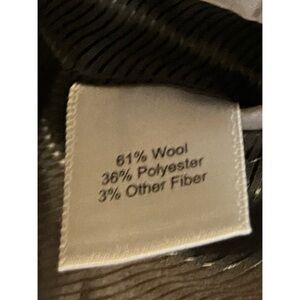 61% Wool
36% Polyester
3% Other Fiber